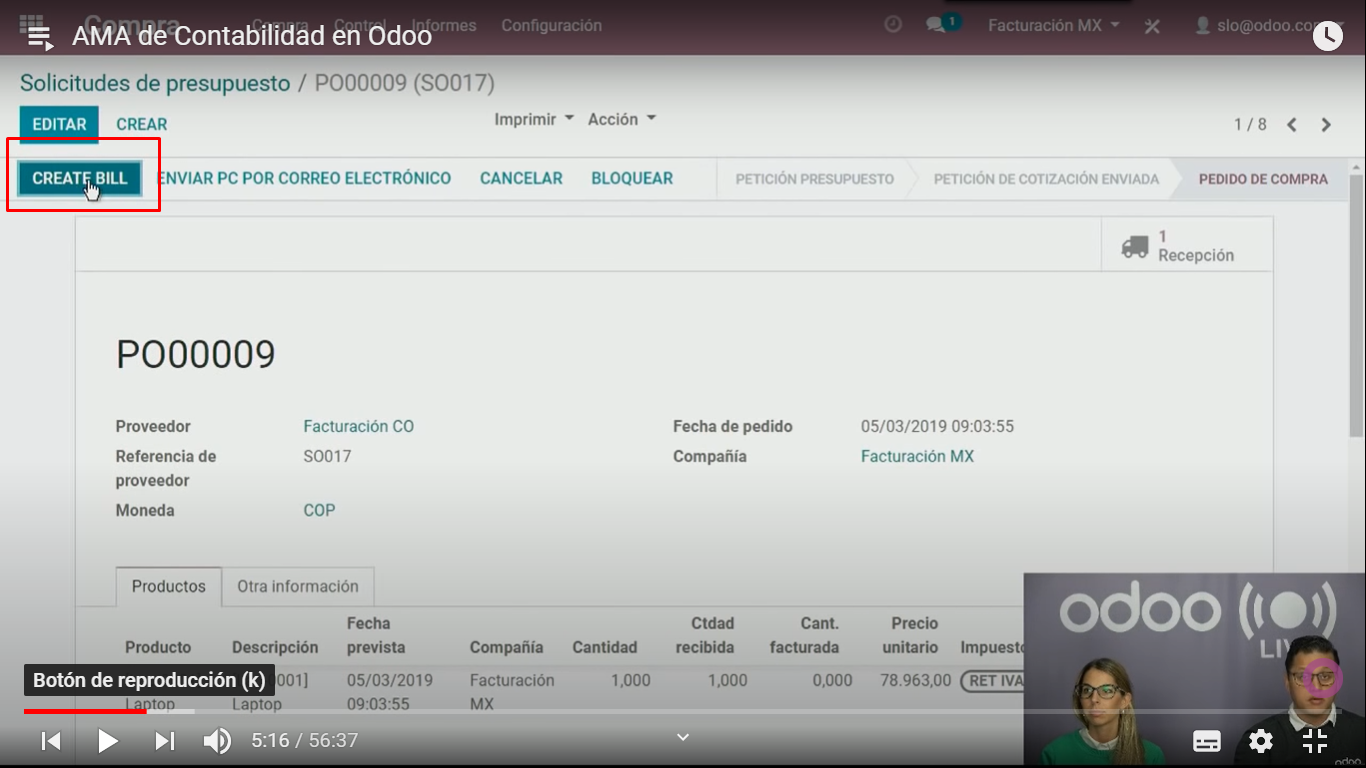 Compra Compra Control Informes Configuración 1 Facturación MX slo@odoo.co
AMA de Contabilidad en Odoo
Solicitudes de presupuesto / PO00009 (SO017)
EDITAR CREAR Imprimir Acción 1 / 8
CREATE BILL ENVIAR PC POR CORREO ELECTRÓNICO CANCELAR BLOQUEAR PETICIÓN PRESUPUESTO PETICIÓN DE COTIZACIÓN ENVIADA PEDIDO DE COMPRA
1
Recepción
PO00009
Proveedor Facturación CO Fecha de pedido 05/03/2019 09:03:55
Referencia de SO017 Compañía Facturación MX
proveedor
Moneda COP
Productos Otra información
Fecha Ctdad Cant. Precio
Producto Descripción prevista Compañía Cantidad recibida facturada unitario Impuesto
001] 05/03/2019 Facturación 1,000 1,000 0,000 78.963,00 RET IVA
Laptop Laptop 09:03:55 MX
Botón de reproducción (k)
odoo
LIV
5:16 / 56:37
odoo.